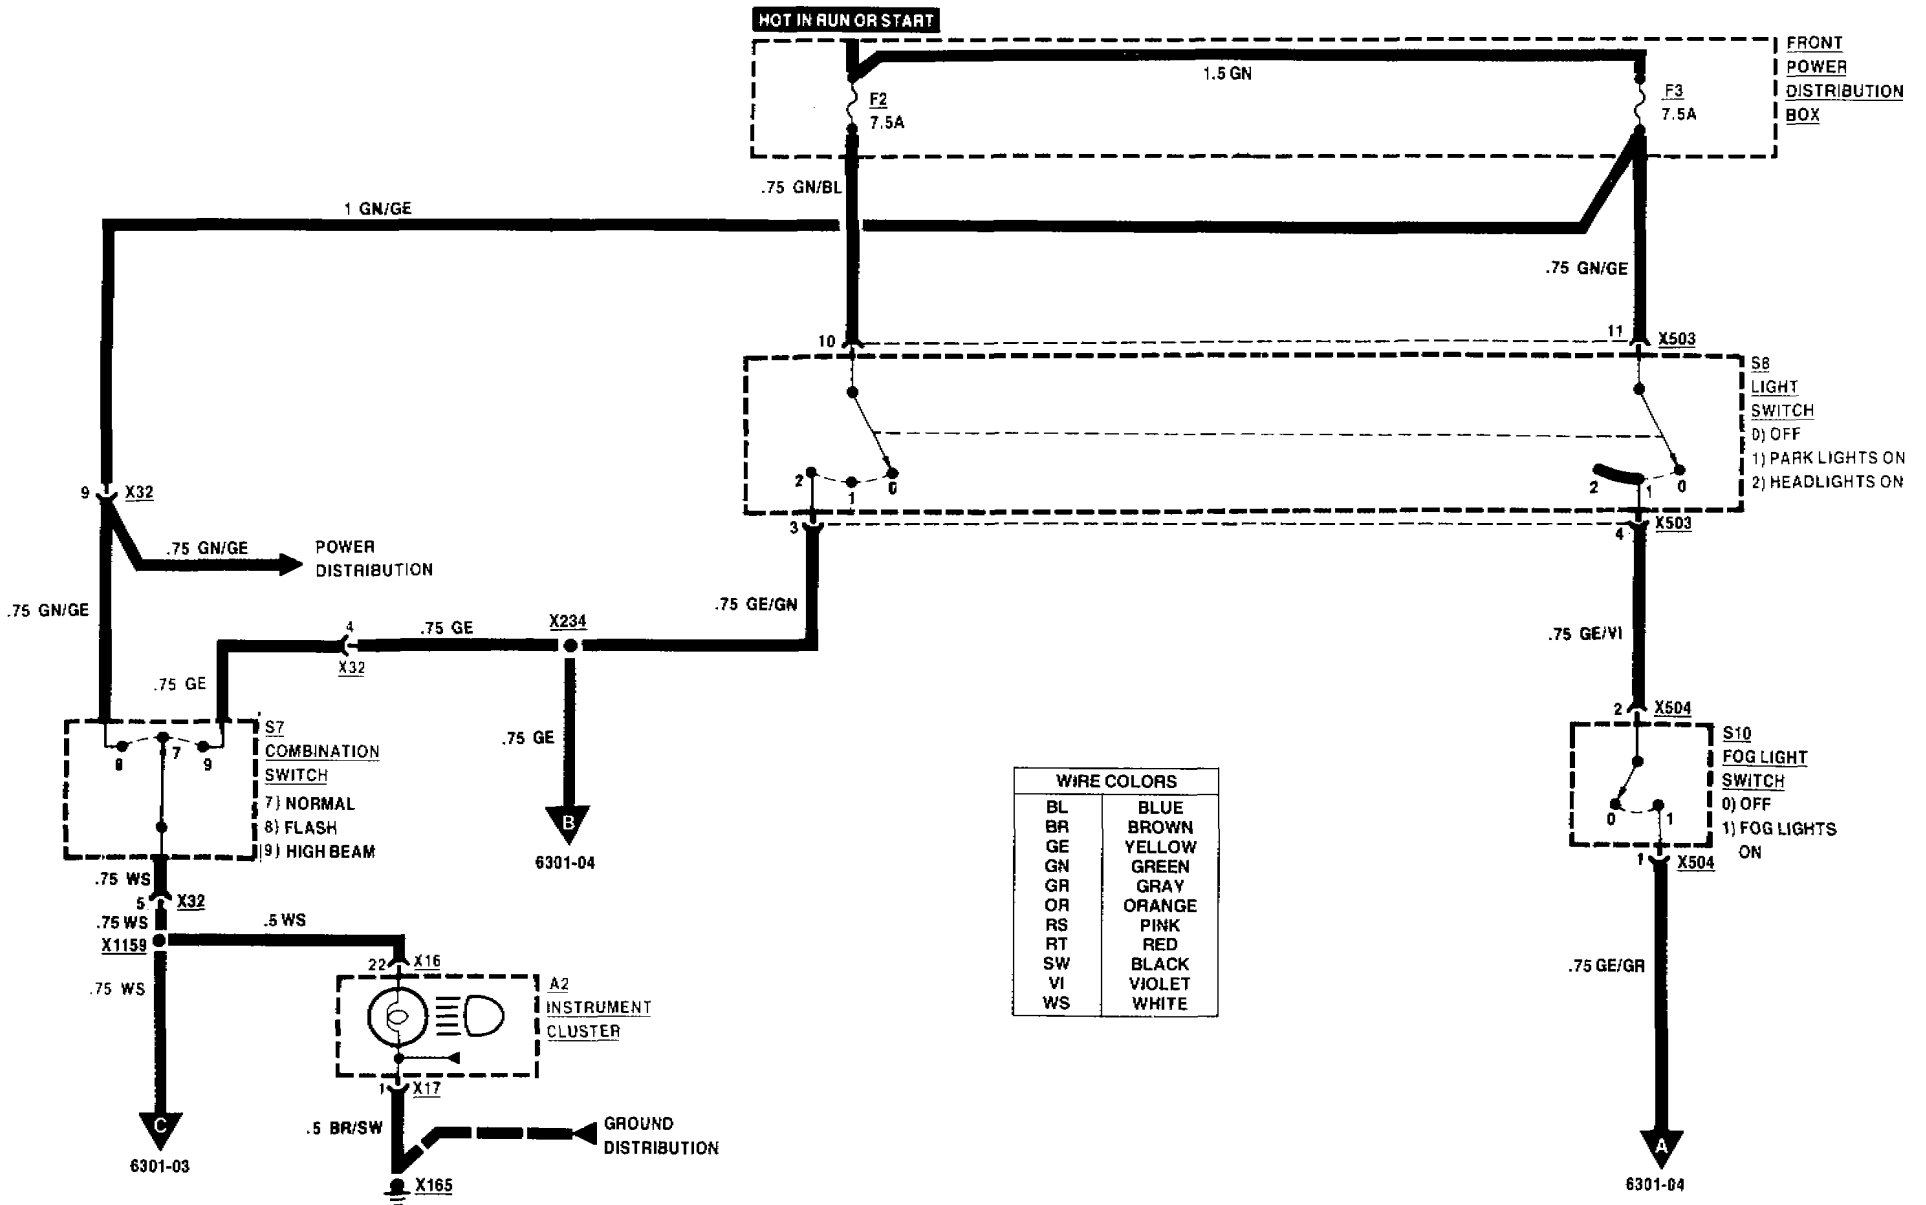 HOT IN RUN OR START
FRONT
POWER
DISTRIBUTION
BOX
1.5 GN
F2
7.5A
F3
7.5A
.75 GN/BL
1 GN/GE
.75 GN/GE
10
11
X503
S8
LIGHT
SWITCH
0) OFF
1) PARK LIGHTS ON
2) HEADLIGHTS ON
2
1
0
2
1
0
9
X32
3
4
X503
.75 GN/GE
POWER
DISTRIBUTION
.75 GN/GE
.75 GE/GN
4
.75 GE
X234
X32
.75 GE/VI
.75 GE
2
X504
S7
COMBINATION
SWITCH
7) NORMAL
8) FLASH
9) HIGH BEAM
8
7
9
.75 GE
B
6301-04
S10
FOG LIGHT
SWITCH
0) OFF
1) FOG LIGHTS
ON
0
1
1
X504
WIRE COLORS
BL BLUE
BR BROWN
GE YELLOW
GN GREEN
GR GRAY
OR ORANGE
RS PINK
RT RED
SW BLACK
VI VIOLET
WS WHITE
.75 WS
5
X32
.75 WS
.5 WS
X1159
22
X16
.75 WS
A2
INSTRUMENT
CLUSTER
.75 GE/GR
1
X17
.5 BR/SW
GROUND
DISTRIBUTION
C
6301-03
X165
A
6301-04